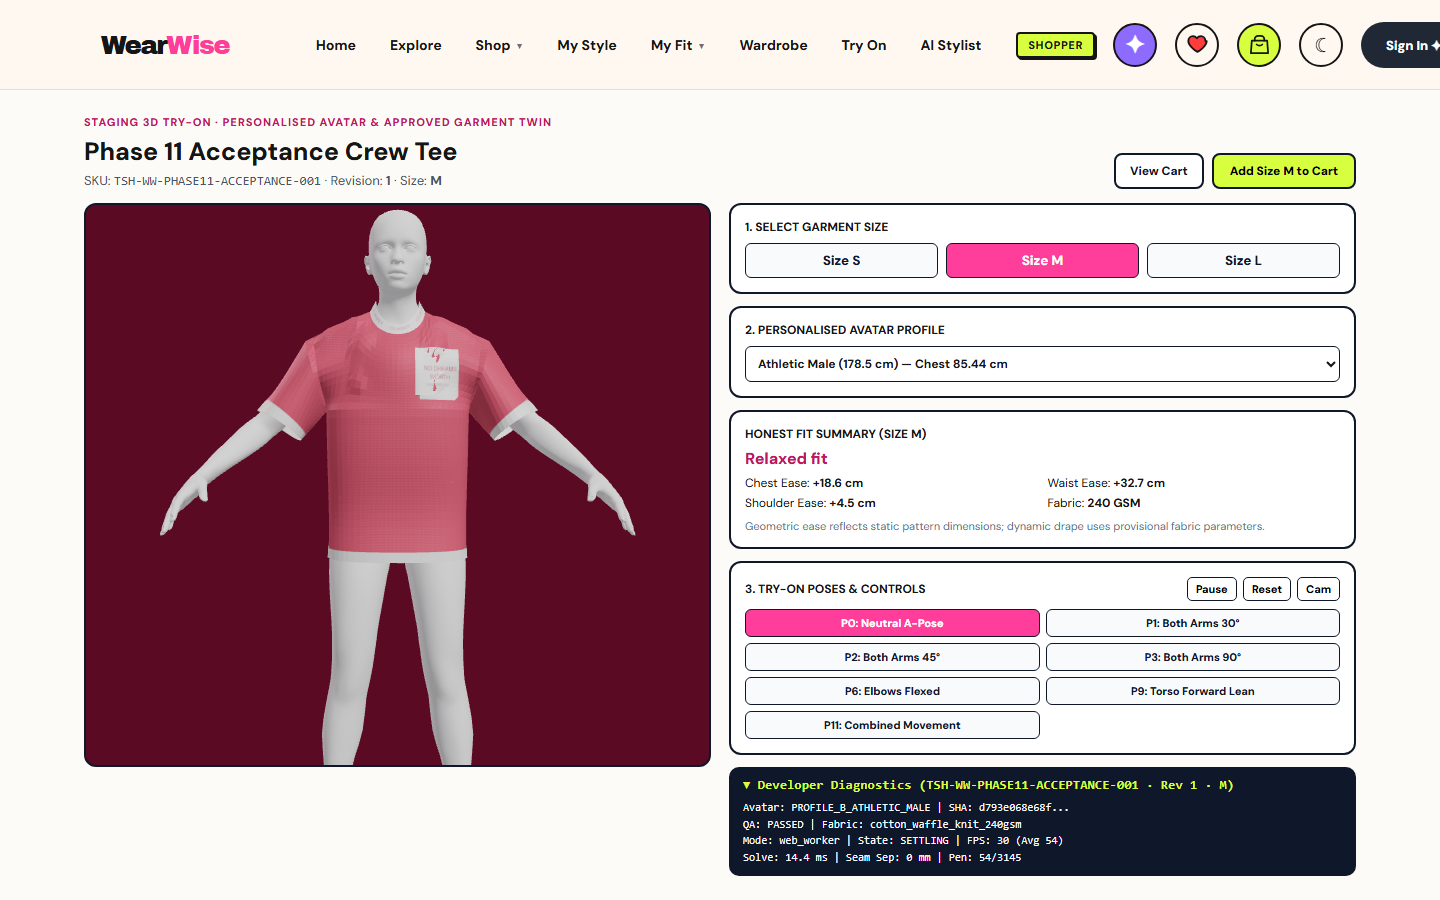 WearWise
Home
Explore
Shop ▼
My Style
My Fit ▼
Wardrobe
Try On
AI Stylist
SHOPPER
Sign In ✦
STAGING 3D TRY-ON · PERSONALISED AVATAR & APPROVED GARMENT TWIN
Phase 11 Acceptance Crew Tee
SKU: TSH-WW-PHASE11-ACCEPTANCE-001 · Revision: 1 · Size: M
View Cart
Add Size M to Cart
1. SELECT GARMENT SIZE
Size S
Size M
Size L
2. PERSONALISED AVATAR PROFILE
Athletic Male (178.5 cm) — Chest 85.44 cm
HONEST FIT SUMMARY (SIZE M)
Relaxed fit
Chest Ease: +18.6 cm
Waist Ease: +32.7 cm
Shoulder Ease: +4.5 cm
Fabric: 240 GSM
Geometric ease reflects static pattern dimensions; dynamic drape uses provisional fabric parameters.
3. TRY-ON POSES & CONTROLS
Pause
Reset
Cam
P0: Neutral A-Pose
P1: Both Arms 30°
P2: Both Arms 45°
P3: Both Arms 90°
P6: Elbows Flexed
P9: Torso Forward Lean
P11: Combined Movement
▼ Developer Diagnostics (TSH-WW-PHASE11-ACCEPTANCE-001 · Rev 1 · M)
Avatar: PROFILE_B_ATHLETIC_MALE | SHA: d793e068e68f...
QA: PASSED | Fabric: cotton_waffle_knit_240gsm
Mode: web_worker | State: SETTLING | FPS: 30 (Avg 54)
Solve: 14.4 ms | Seam Sep: 0 mm | Pen: 54/3145